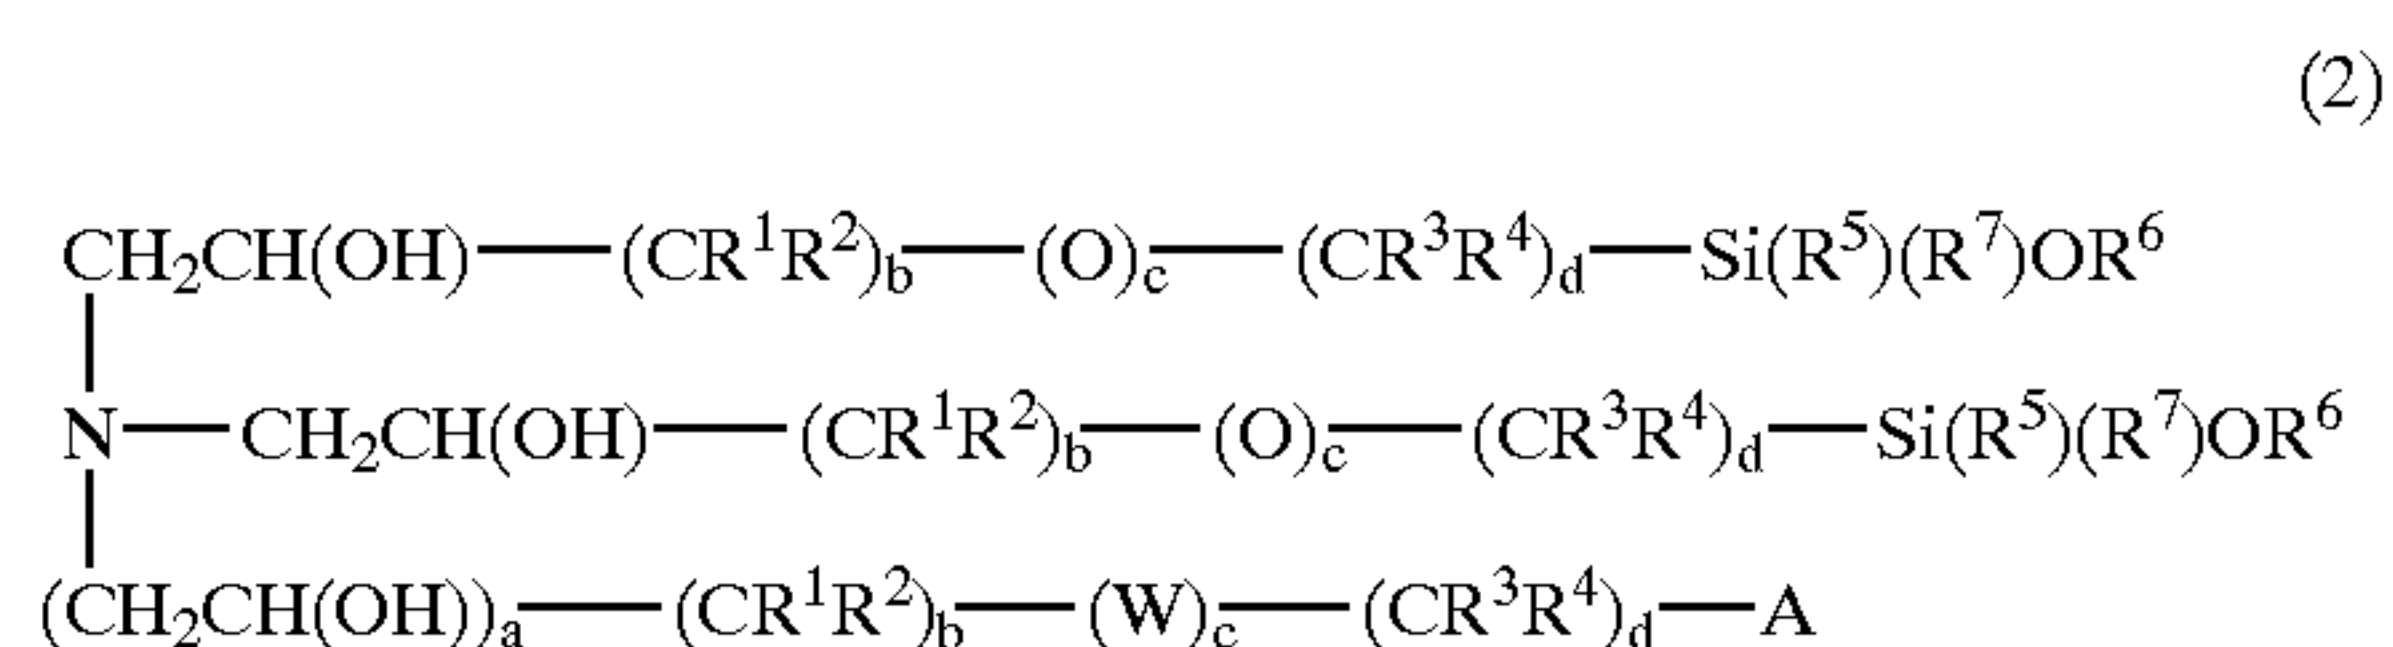 (2)
CH₂CH(OH)—(CR¹R²)b—(O)c—(CR³R⁴)d—Si(R⁵)(R⁷)OR⁶
N—CH₂CH(OH)—(CR¹R²)b—(O)c—(CR³R⁴)d—Si(R⁵)(R⁷)OR⁶
(CH₂CH(OH))a—(CR¹R²)b—(W)c—(CR³R⁴)d—A